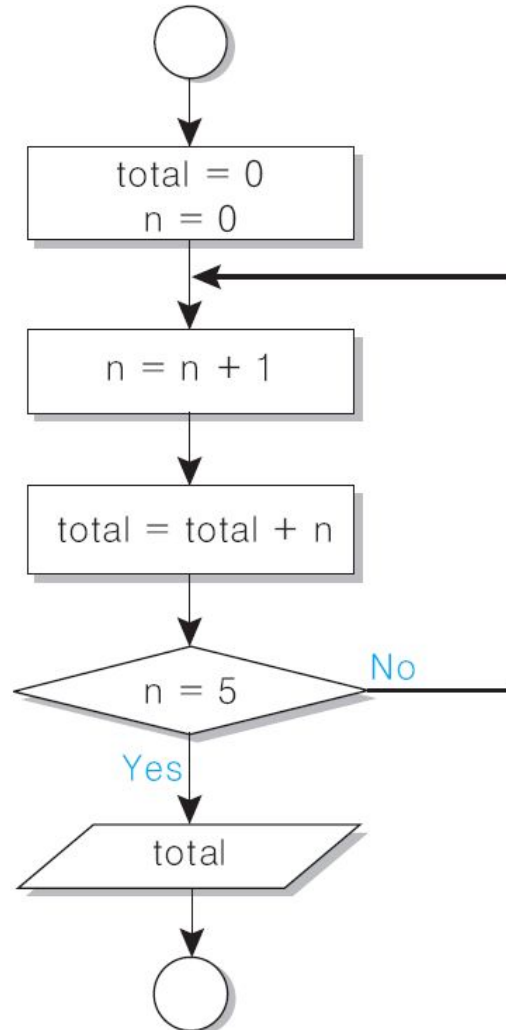 total = 0
n = 0
n = n + 1
total = total + n
n = 5
No
Yes
total